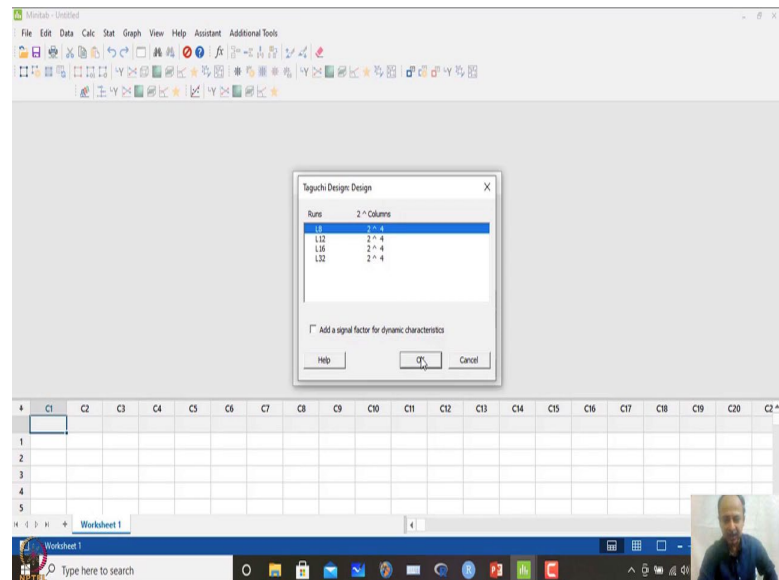 Minitab - Untitled
File Edit Data Calc Stat Graph View Help Assistant Additional Tools
Taguchi Design: Design
Runs 2 ^ Columns
L8 2 ^ 4
L12 2 ^ 4
L16 2 ^ 4
L32 2 ^ 4
Add a signal factor for dynamic characteristics
Help OK Cancel
C1 C2 C3 C4 C5 C6 C7 C8 C9 C10 C11 C12 C13 C14 C15 C16 C17 C18 C19 C20 C2
1
2
3
4
5
Worksheet 1
Worksheet 1
Type here to search
NPTEL